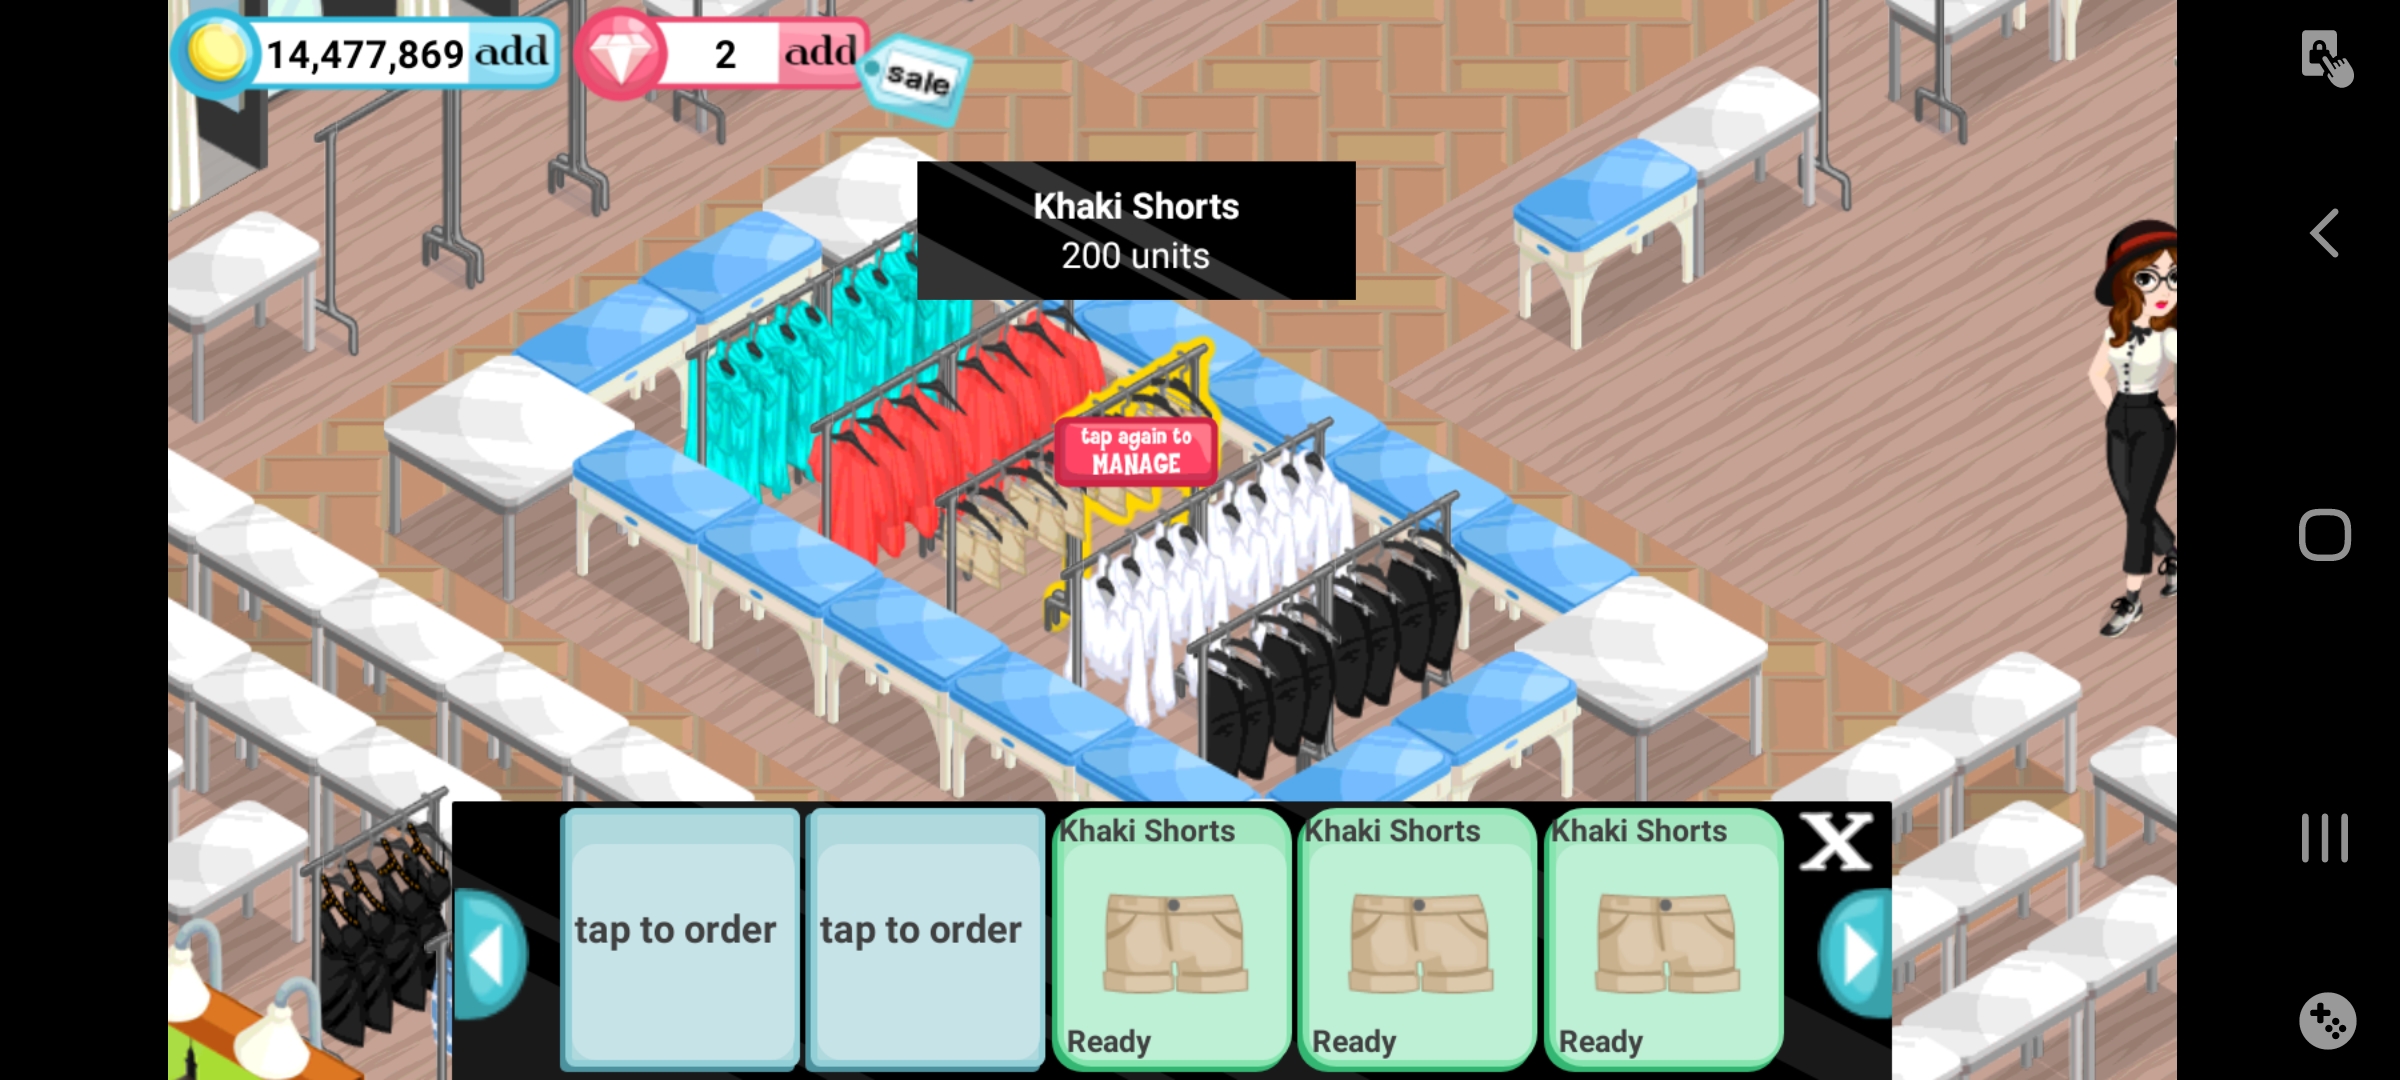 14,477,869 add
2 add
sale
Khaki Shorts
200 units
tap again to
MANAGE
tap to order
tap to order
Khaki Shorts
Ready
Khaki Shorts
Ready
Khaki Shorts
Ready
X